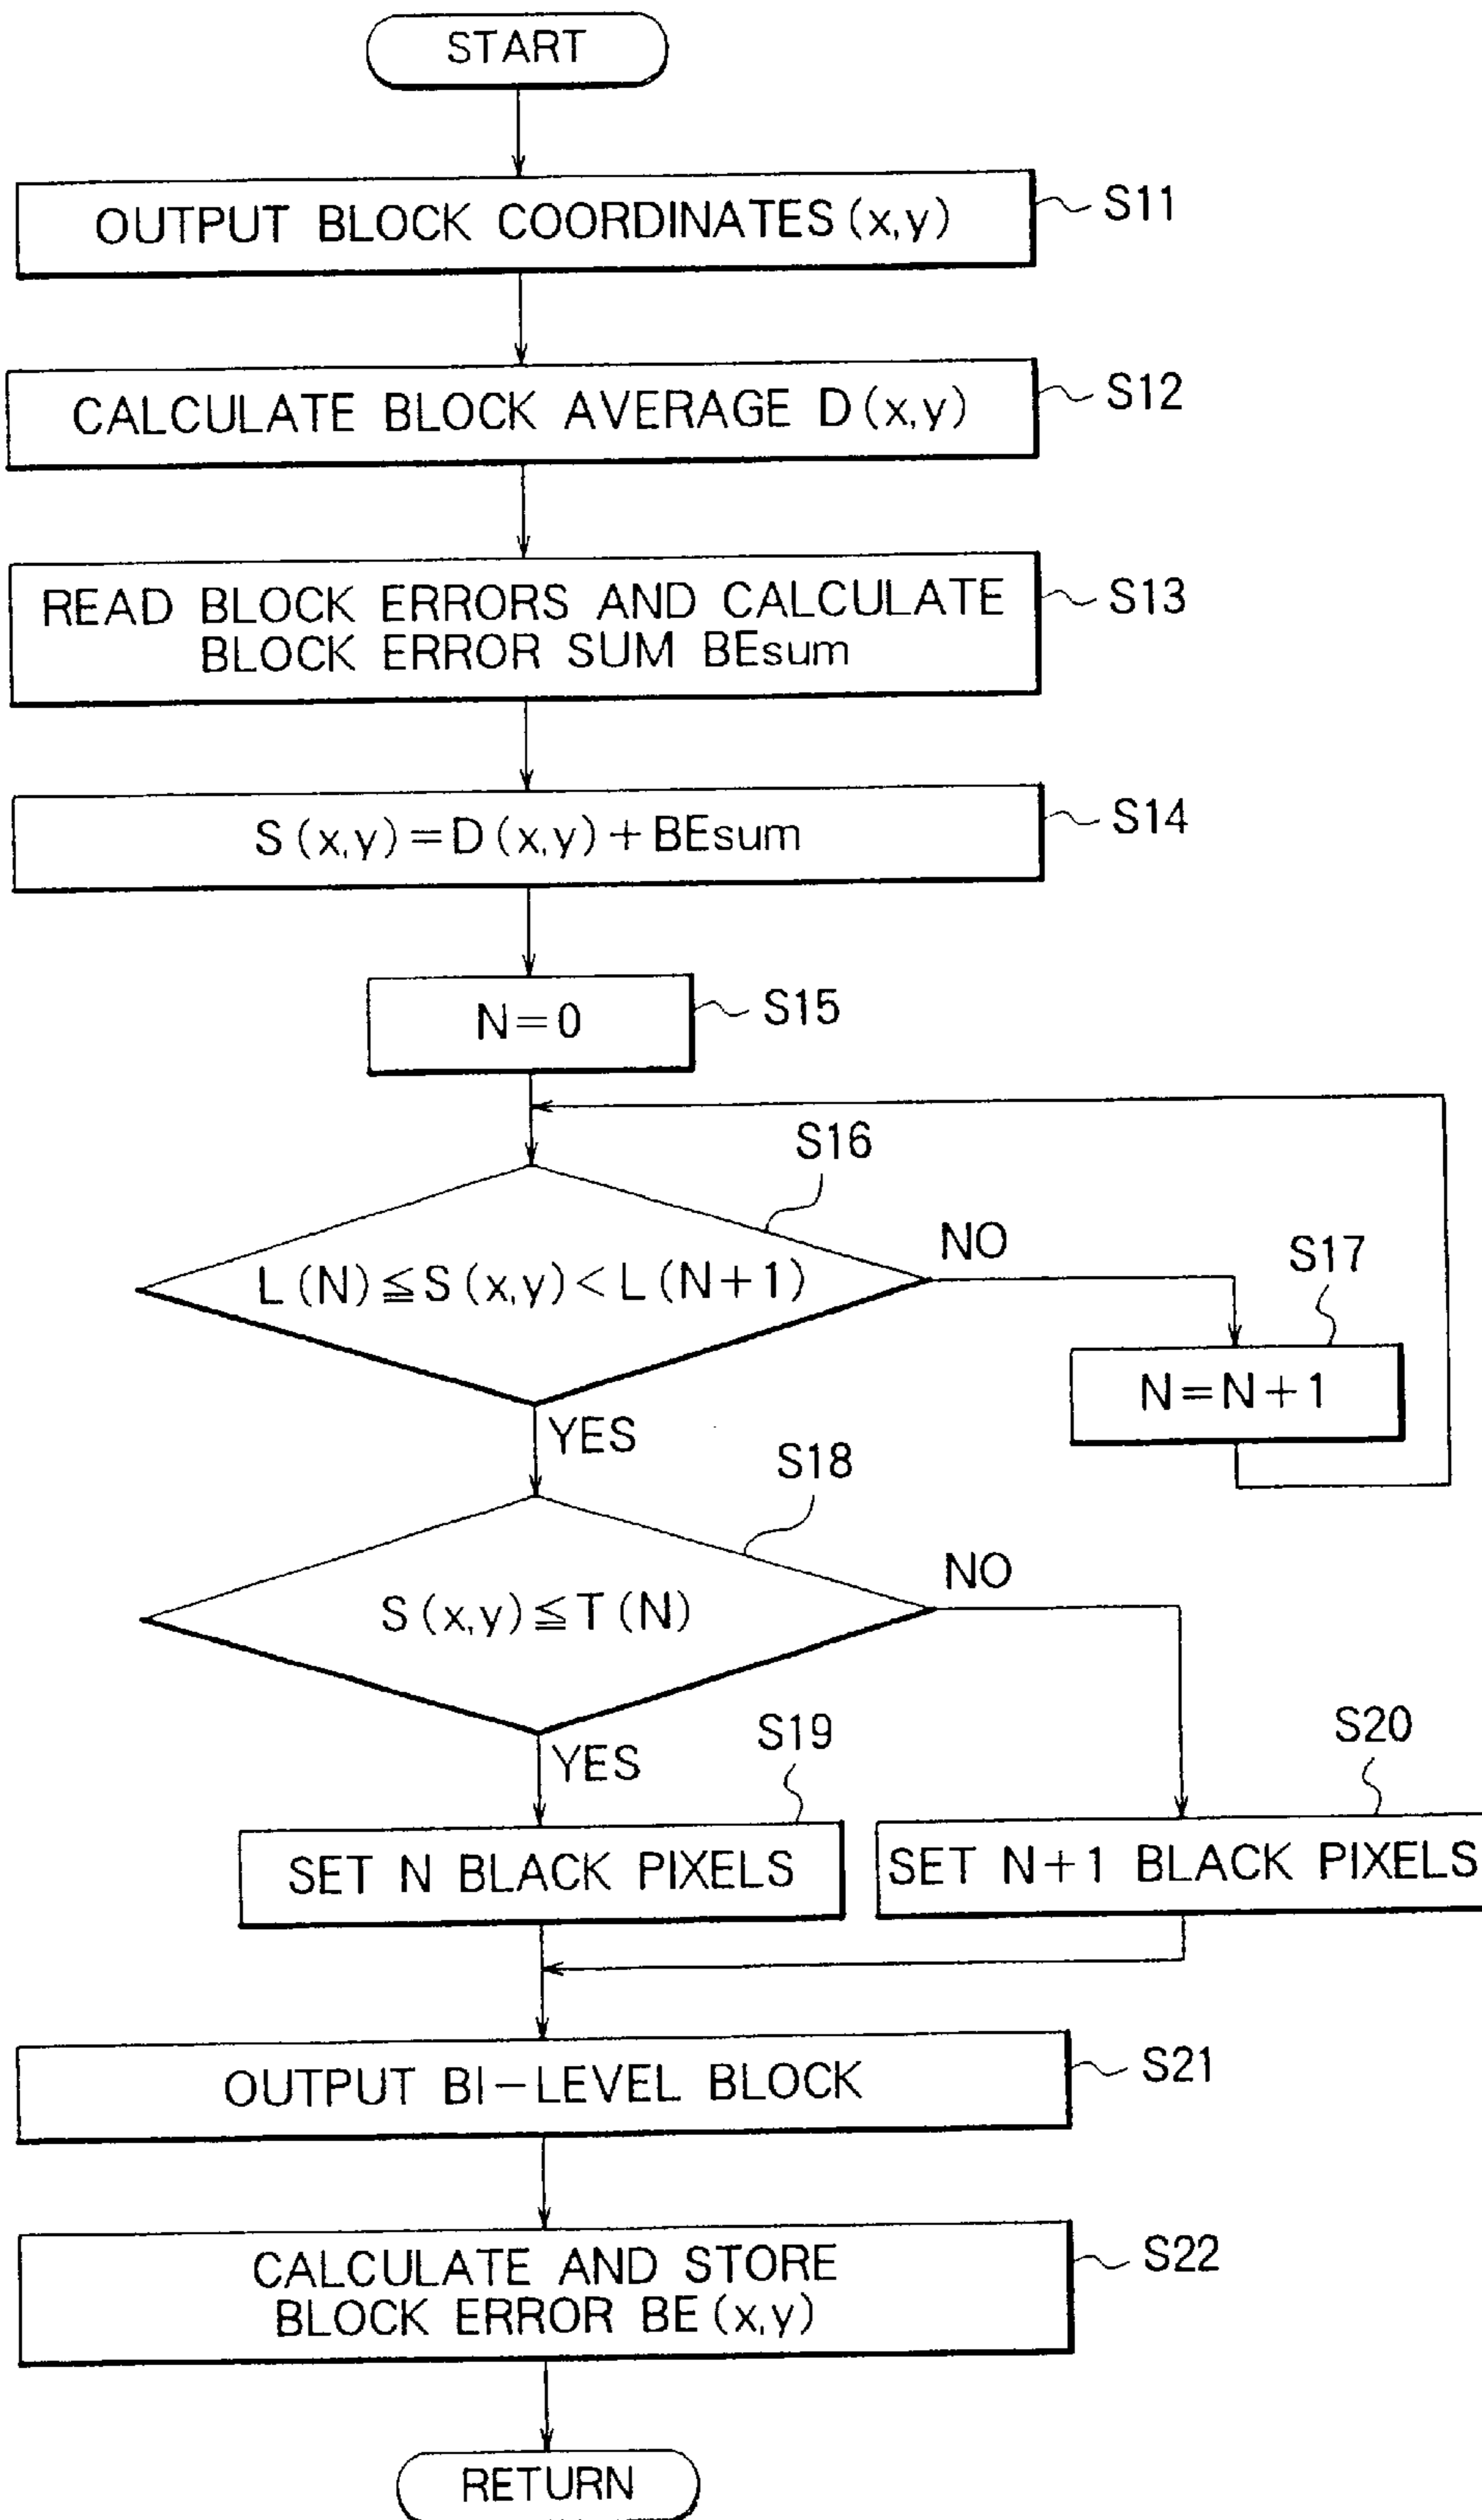 START
OUTPUT BLOCK COORDINATES (x,y)
S11
CALCULATE BLOCK AVERAGE D (x,y)
S12
READ BLOCK ERRORS AND CALCULATE
BLOCK ERROR SUM BEsum
S13
S (x,y) = D (x,y) + BEsum
S14
N=0
S15
S16
L (N) ≦ S (x,y) < L (N+1)
NO
S17
N=N+1
YES
S18
S (x,y) ≦ T (N)
NO
YES
S19
S20
SET N BLACK PIXELS
SET N+1 BLACK PIXELS
OUTPUT BI-LEVEL BLOCK
S21
CALCULATE AND STORE
BLOCK ERROR BE (x,y)
S22
RETURN